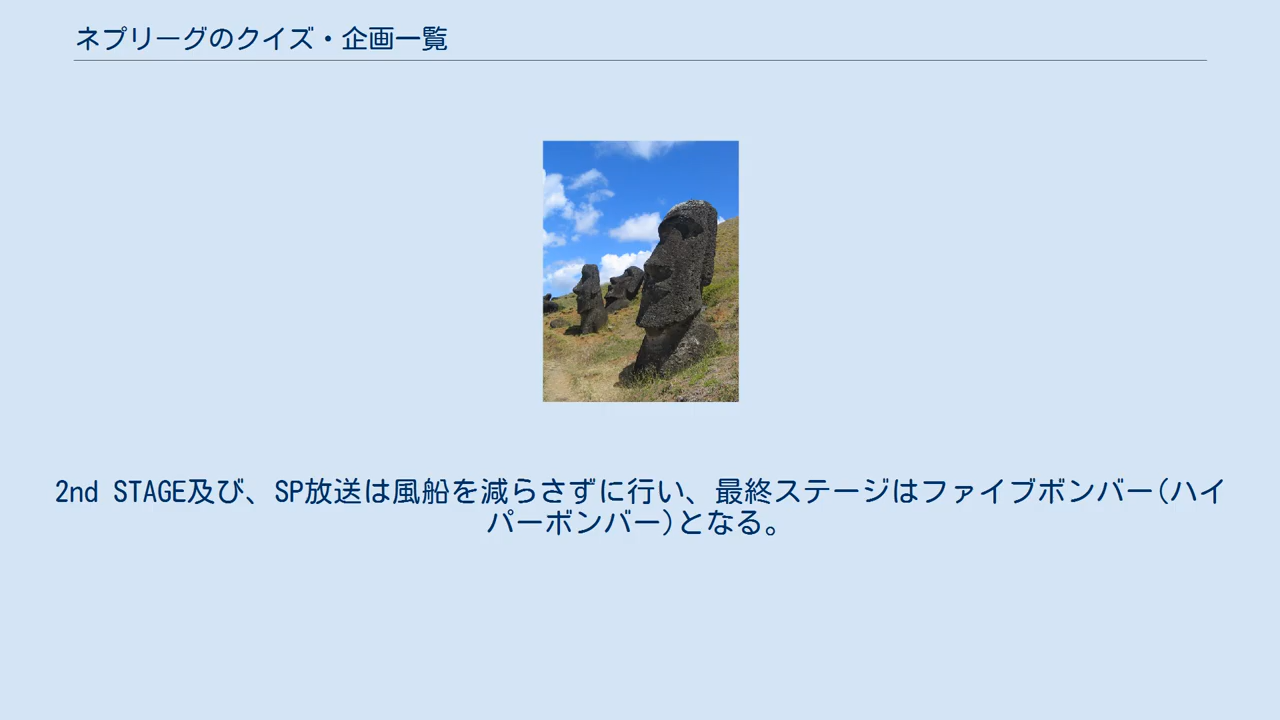 ネプリーグのクイズ・企画一覧
2nd STAGE及び、SP放送は風船を減らさずに行い、最終ステージはファイブボンバー(ハイ
パーボンバー)となる。